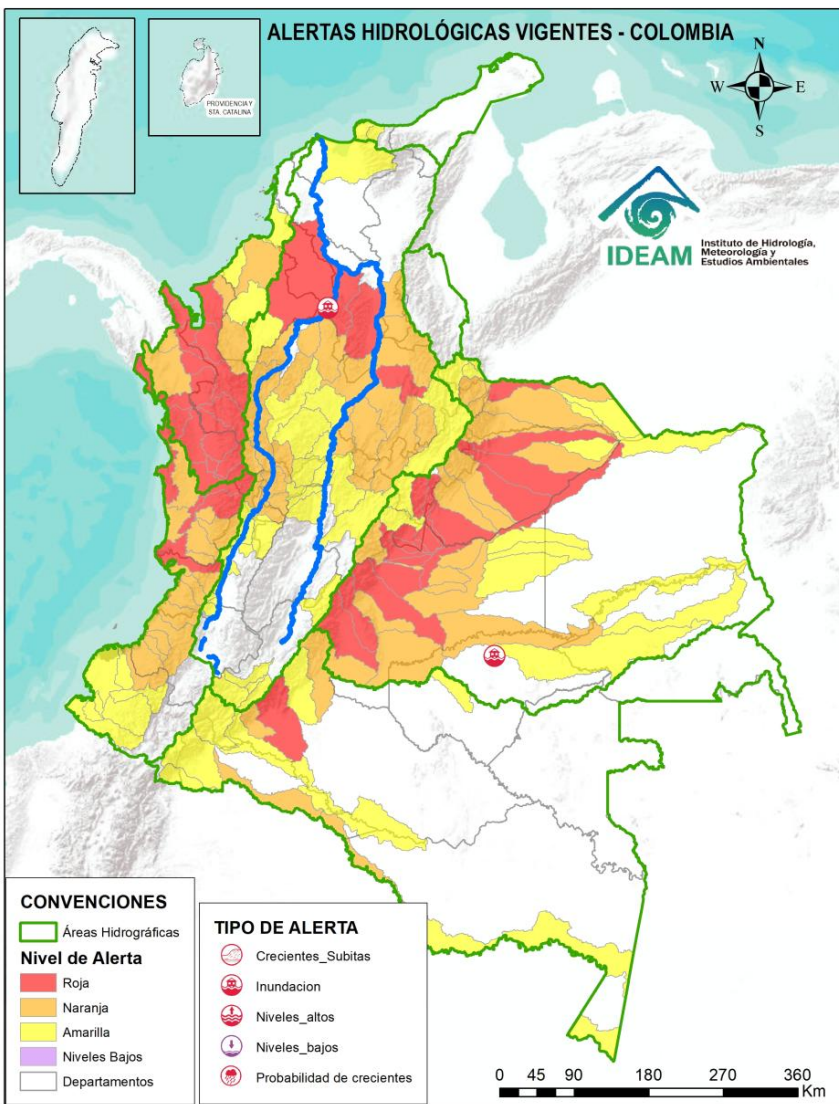 ALERTAS HIDROLÓGICAS VIGENTES - COLOMBIA
PROVIDENCIA Y
STA. CATALINA
N
W E
S
IDEAM
Instituto de Hidrología,
Meteorología y
Estudios Ambientales
CONVENCIONES
Áreas Hidrográficas
Nivel de Alerta
Roja
Naranja
Amarilla
Niveles Bajos
Departamentos
TIPO DE ALERTA
Crecientes_Subitas
Inundacion
Niveles_altos
Niveles_bajos
Probabilidad de crecientes
0 45 90 180 270 360
Km